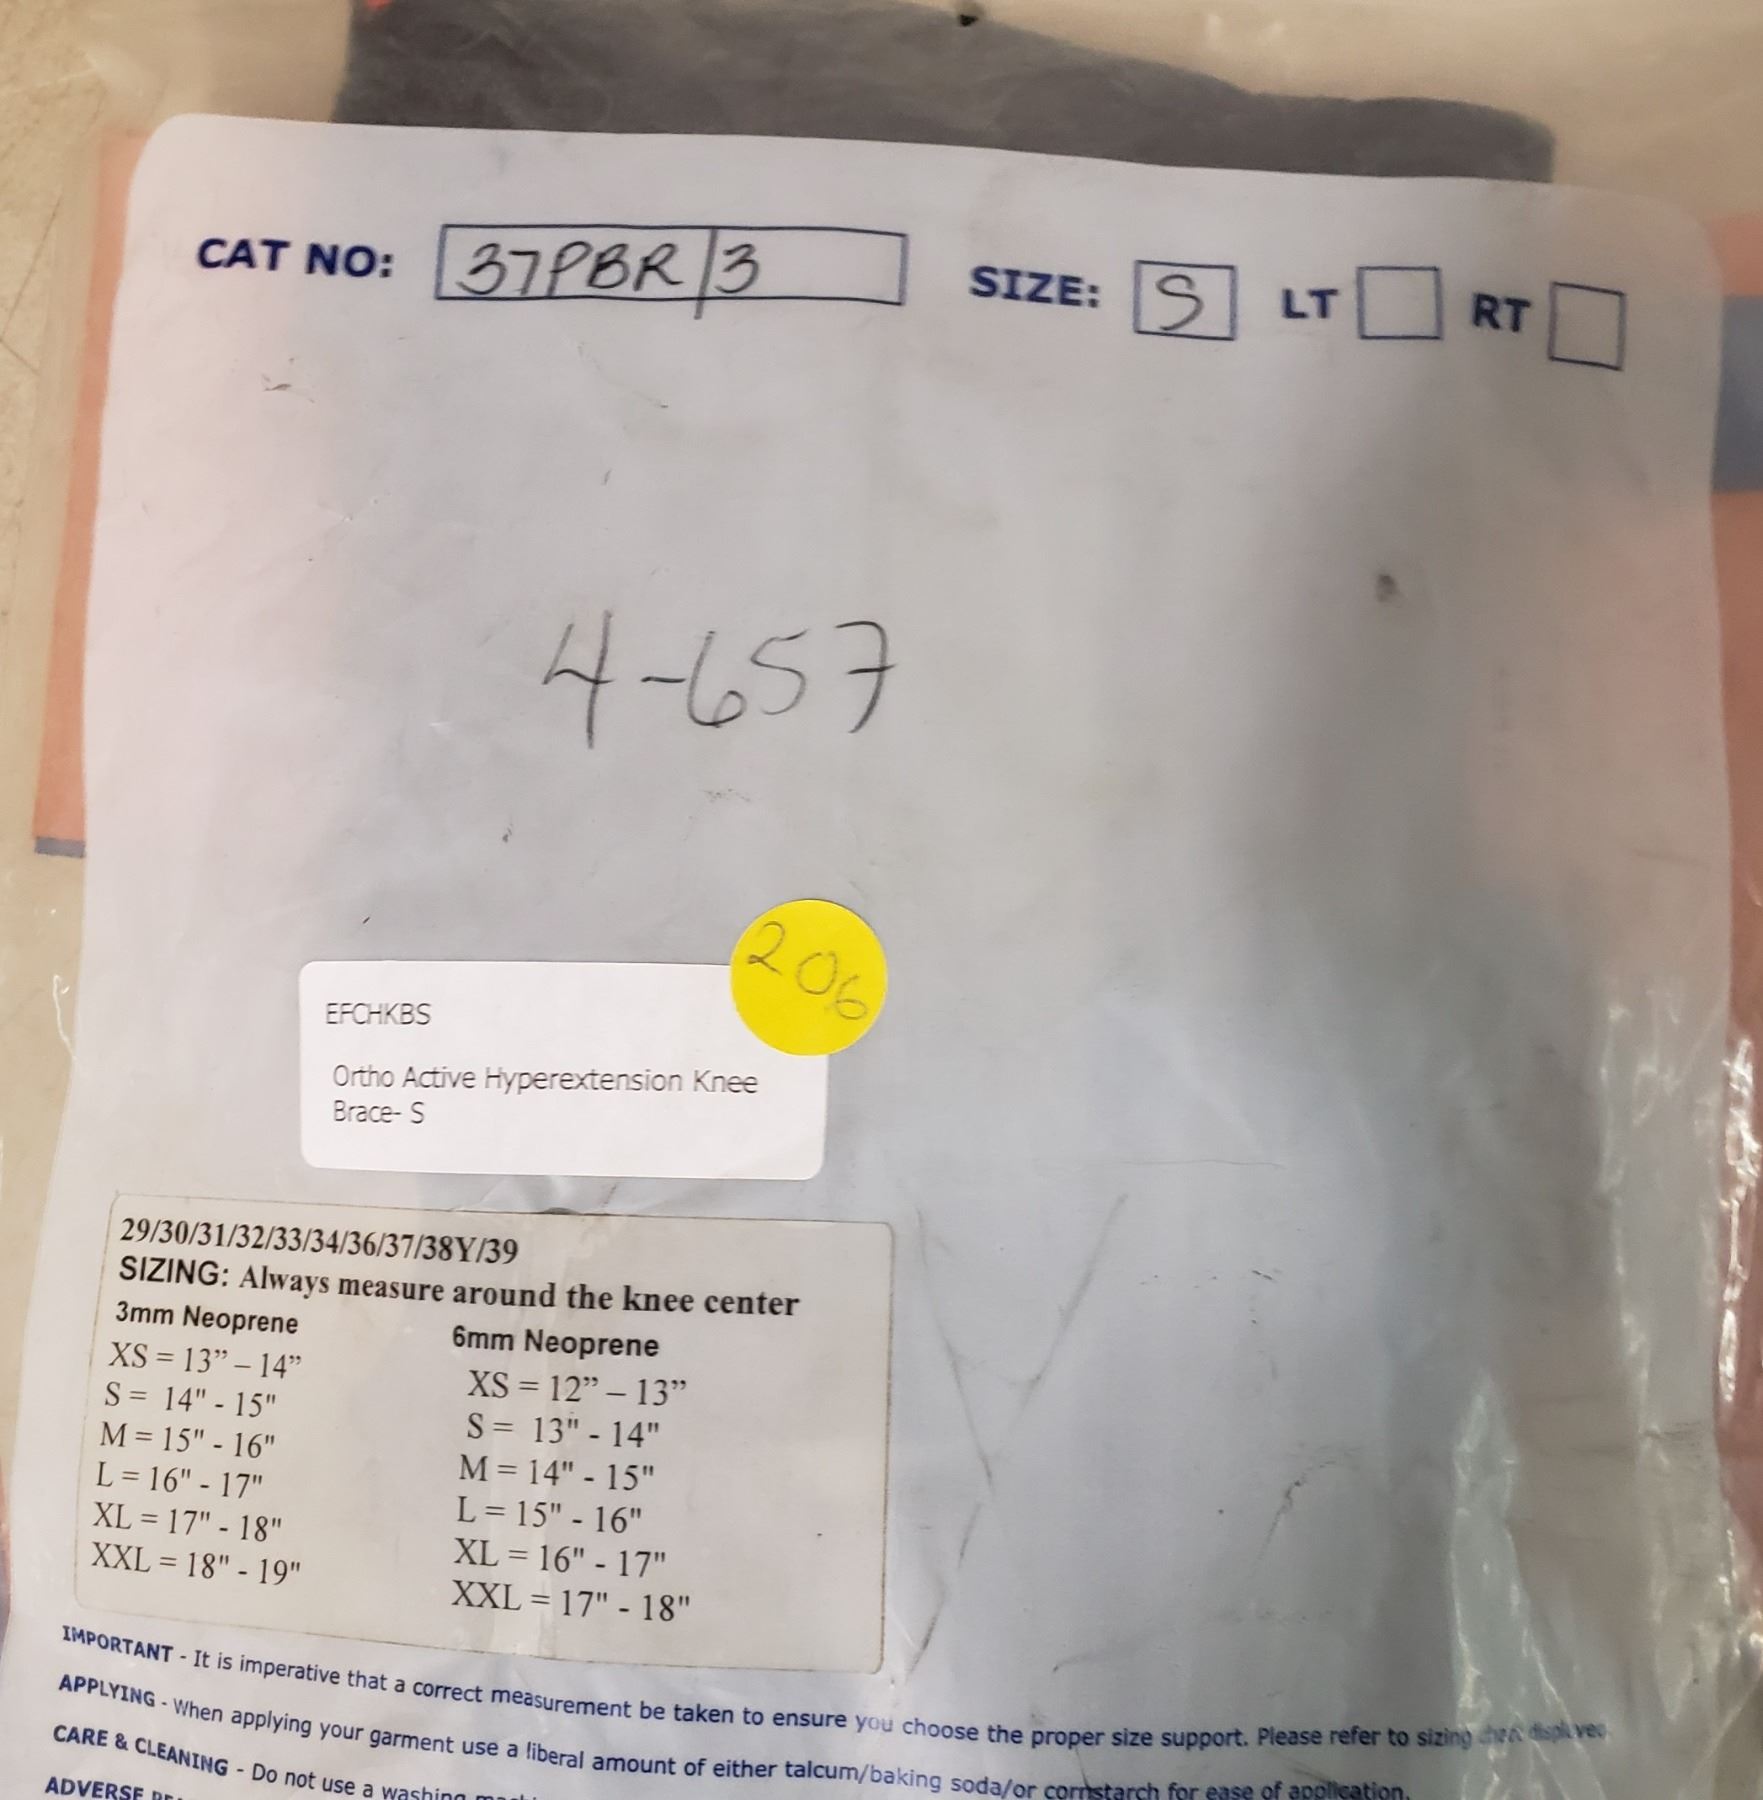 CAT NO: 37PBR/3 SIZE: S LT RT
4-657
206
EFCHKBS
Ortho Active Hyperextension Knee
Brace- S
29/30/31/32/33/34/36/37/38Y/39
SIZING: Always measure around the knee center
3mm Neoprene
XS = 13” – 14”
S = 14" - 15"
M = 15" - 16"
L = 16" - 17"
XL = 17" - 18"
XXL = 18" - 19"
6mm Neoprene
XS = 12” – 13”
S = 13" - 14"
M = 14" - 15"
L = 15" - 16"
XL = 16" - 17"
XXL = 17" - 18"
IMPORTANT - It is imperative that a correct measurement be taken to ensure you choose the proper size support. Please refer to sizing
APPLYING - When applying your garment use a liberal amount of either talcum/baking soda/or cornstarch for ease of application.
CARE & CLEANING - Do not use a washing
ADVERSE